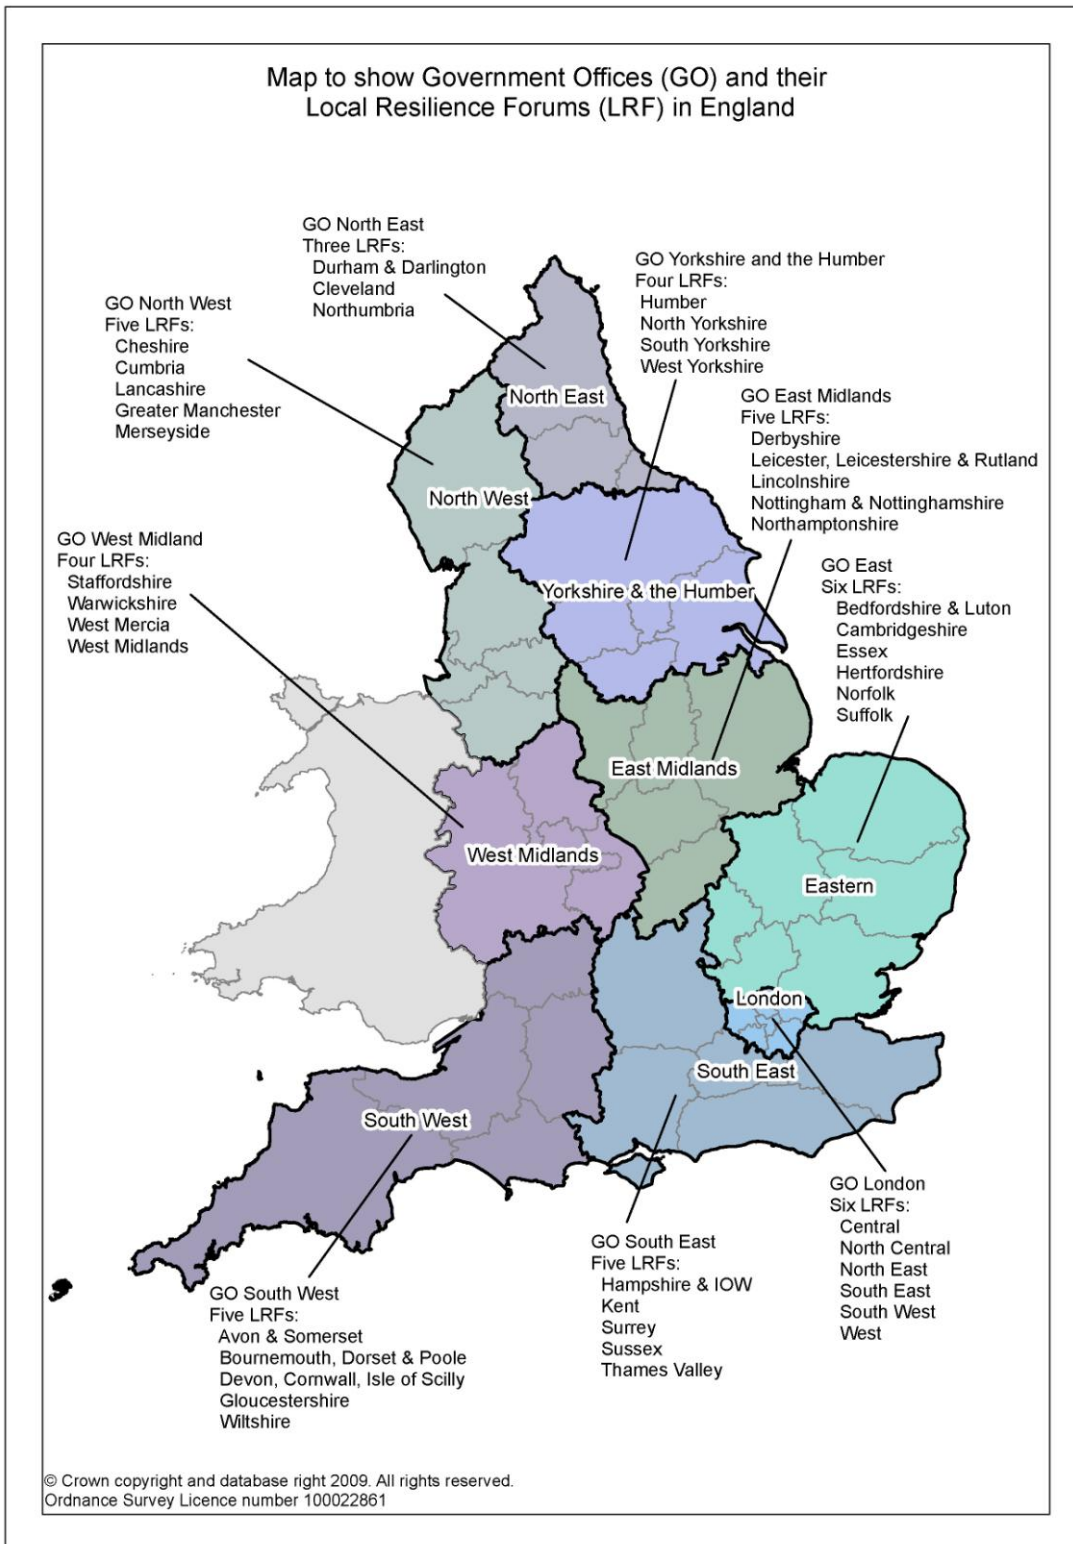 Map to show Government Offices (GO) and their
Local Resilience Forums (LRF) in England
GO North East
Three LRFs:
Durham & Darlington
Cleveland
Northumbria
GO Yorkshire and the Humber
Four LRFs:
Humber
North Yorkshire
South Yorkshire
West Yorkshire
GO North West
Five LRFs:
Cheshire
Cumbria
Lancashire
Greater Manchester
Merseyside
GO East Midlands
Five LRFs:
Derbyshire
Leicester, Leicestershire & Rutland
Lincolnshire
Nottingham & Nottinghamshire
Northamptonshire
GO West Midland
Four LRFs:
Staffordshire
Warwickshire
West Mercia
West Midlands
GO East
Six LRFs:
Bedfordshire & Luton
Cambridgeshire
Essex
Hertfordshire
Norfolk
Suffolk
North East
North West
Yorkshire & the Humber
East Midlands
West Midlands
Eastern
London
South East
South West
GO London
Six LRFs:
Central
North Central
North East
South East
South West
West
GO South East
Five LRFs:
Hampshire & IOW
Kent
Surrey
Sussex
Thames Valley
GO South West
Five LRFs:
Avon & Somerset
Bournemouth, Dorset & Poole
Devon, Cornwall, Isle of Scilly
Gloucestershire
Wiltshire
© Crown copyright and database right 2009. All rights reserved.
Ordnance Survey Licence number 100022861